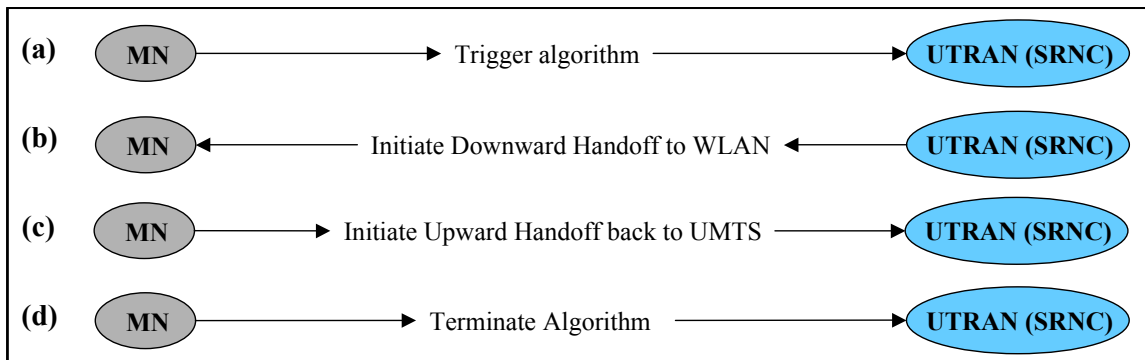 (a) MN Trigger algorithm UTRAN (SRNC)
(b) MN Initiate Downward Handoff to WLAN UTRAN (SRNC)
(c) MN Initiate Upward Handoff back to UMTS UTRAN (SRNC)
(d) MN Terminate Algorithm UTRAN (SRNC)